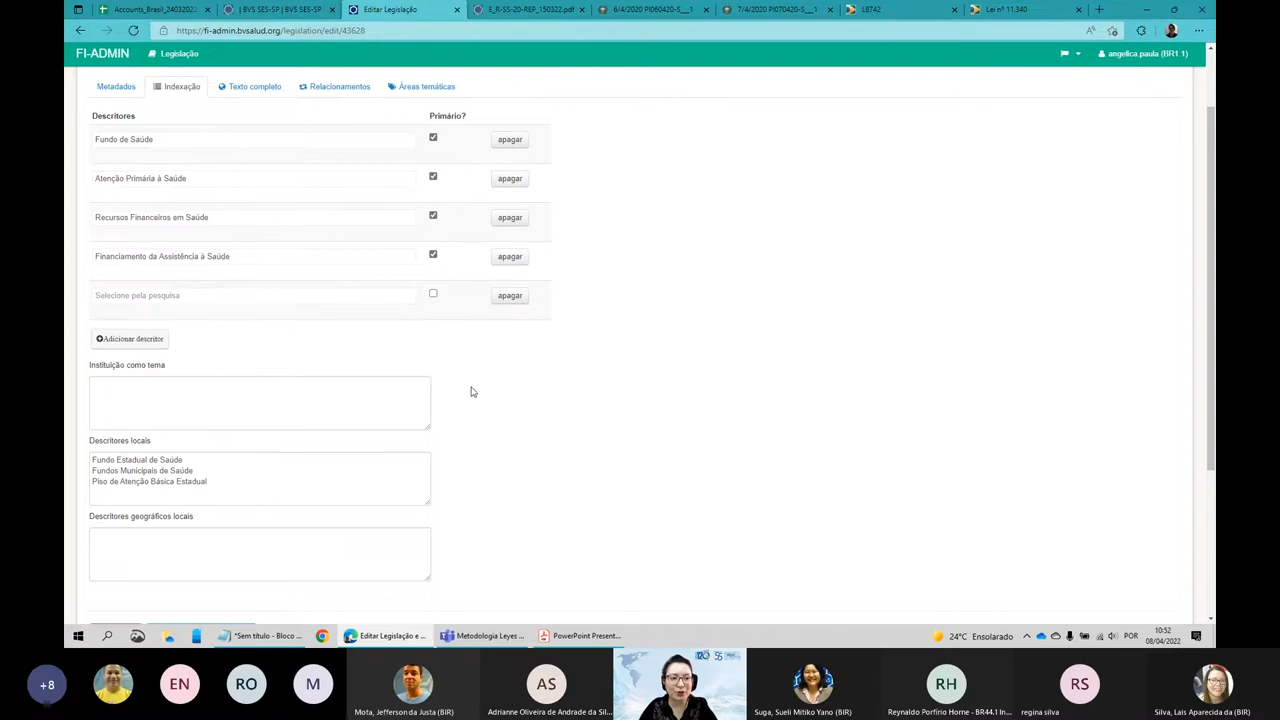 Accounts_Brasil_2403202
| BVS SES-SP | BVS SES-SP
Editar Legislação
E_R-SS-20-REP_150322.pdf
6/4/2020 PI060420-S___1
7/4/2020 PI070420-S___1
L8742
Lei nº 11.340
https://fi-admin.bvsalud.org/legislation/edit/43628
FI-ADMIN
Legislação
angelica.paula (BR1.1)
Metadados
Indexação
Texto completo
Relacionamentos
Áreas temáticas
Descritores
Primário?
Fundo de Saúde
apagar
Atenção Primária à Saúde
apagar
Recursos Financeiros em Saúde
apagar
Financiamento da Assistência à Saúde
apagar
Selecione pela pesquisa
apagar
Adicionar descritor
Instituição como tema
Descritores locais
Fundo Estadual de Saúde
Fundos Municipais de Saúde
Piso de Atenção Básica Estadual
Descritores geográficos locais
*Sem título - Bloco ...
Editar Legislação e ...
Metodologia Leyes ...
PowerPoint Present...
24°C Ensolarado
POR
10:52
08/04/2022
+8
EN
RO
M
Mota, Jefferson da Justa (BIR)
AS
Adrianne Oliveira de Andrade da Sil...
Suga, Sueli Mitiko Yano (BIR)
RH
Reynaldo Porfírio Horne - BR44.1 In...
RS
regina silva
Silva, Lais Aparecida da (BIR)